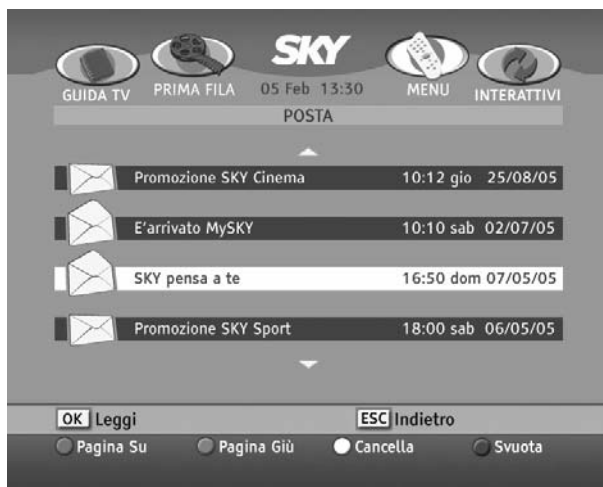 SKY
GUIDA TV
PRIMA FILA
05 Feb 13:30
MENU
INTERATTIVI
POSTA
Promozione SKY Cinema 10:12 gio 25/08/05
E'arrivato MySKY 10:10 sab 02/07/05
SKY pensa a te 16:50 dom 07/05/05
Promozione SKY Sport 18:00 sab 06/05/05
OK Leggi ESC Indietro
Pagina Su Pagina Giù Cancella Svuota